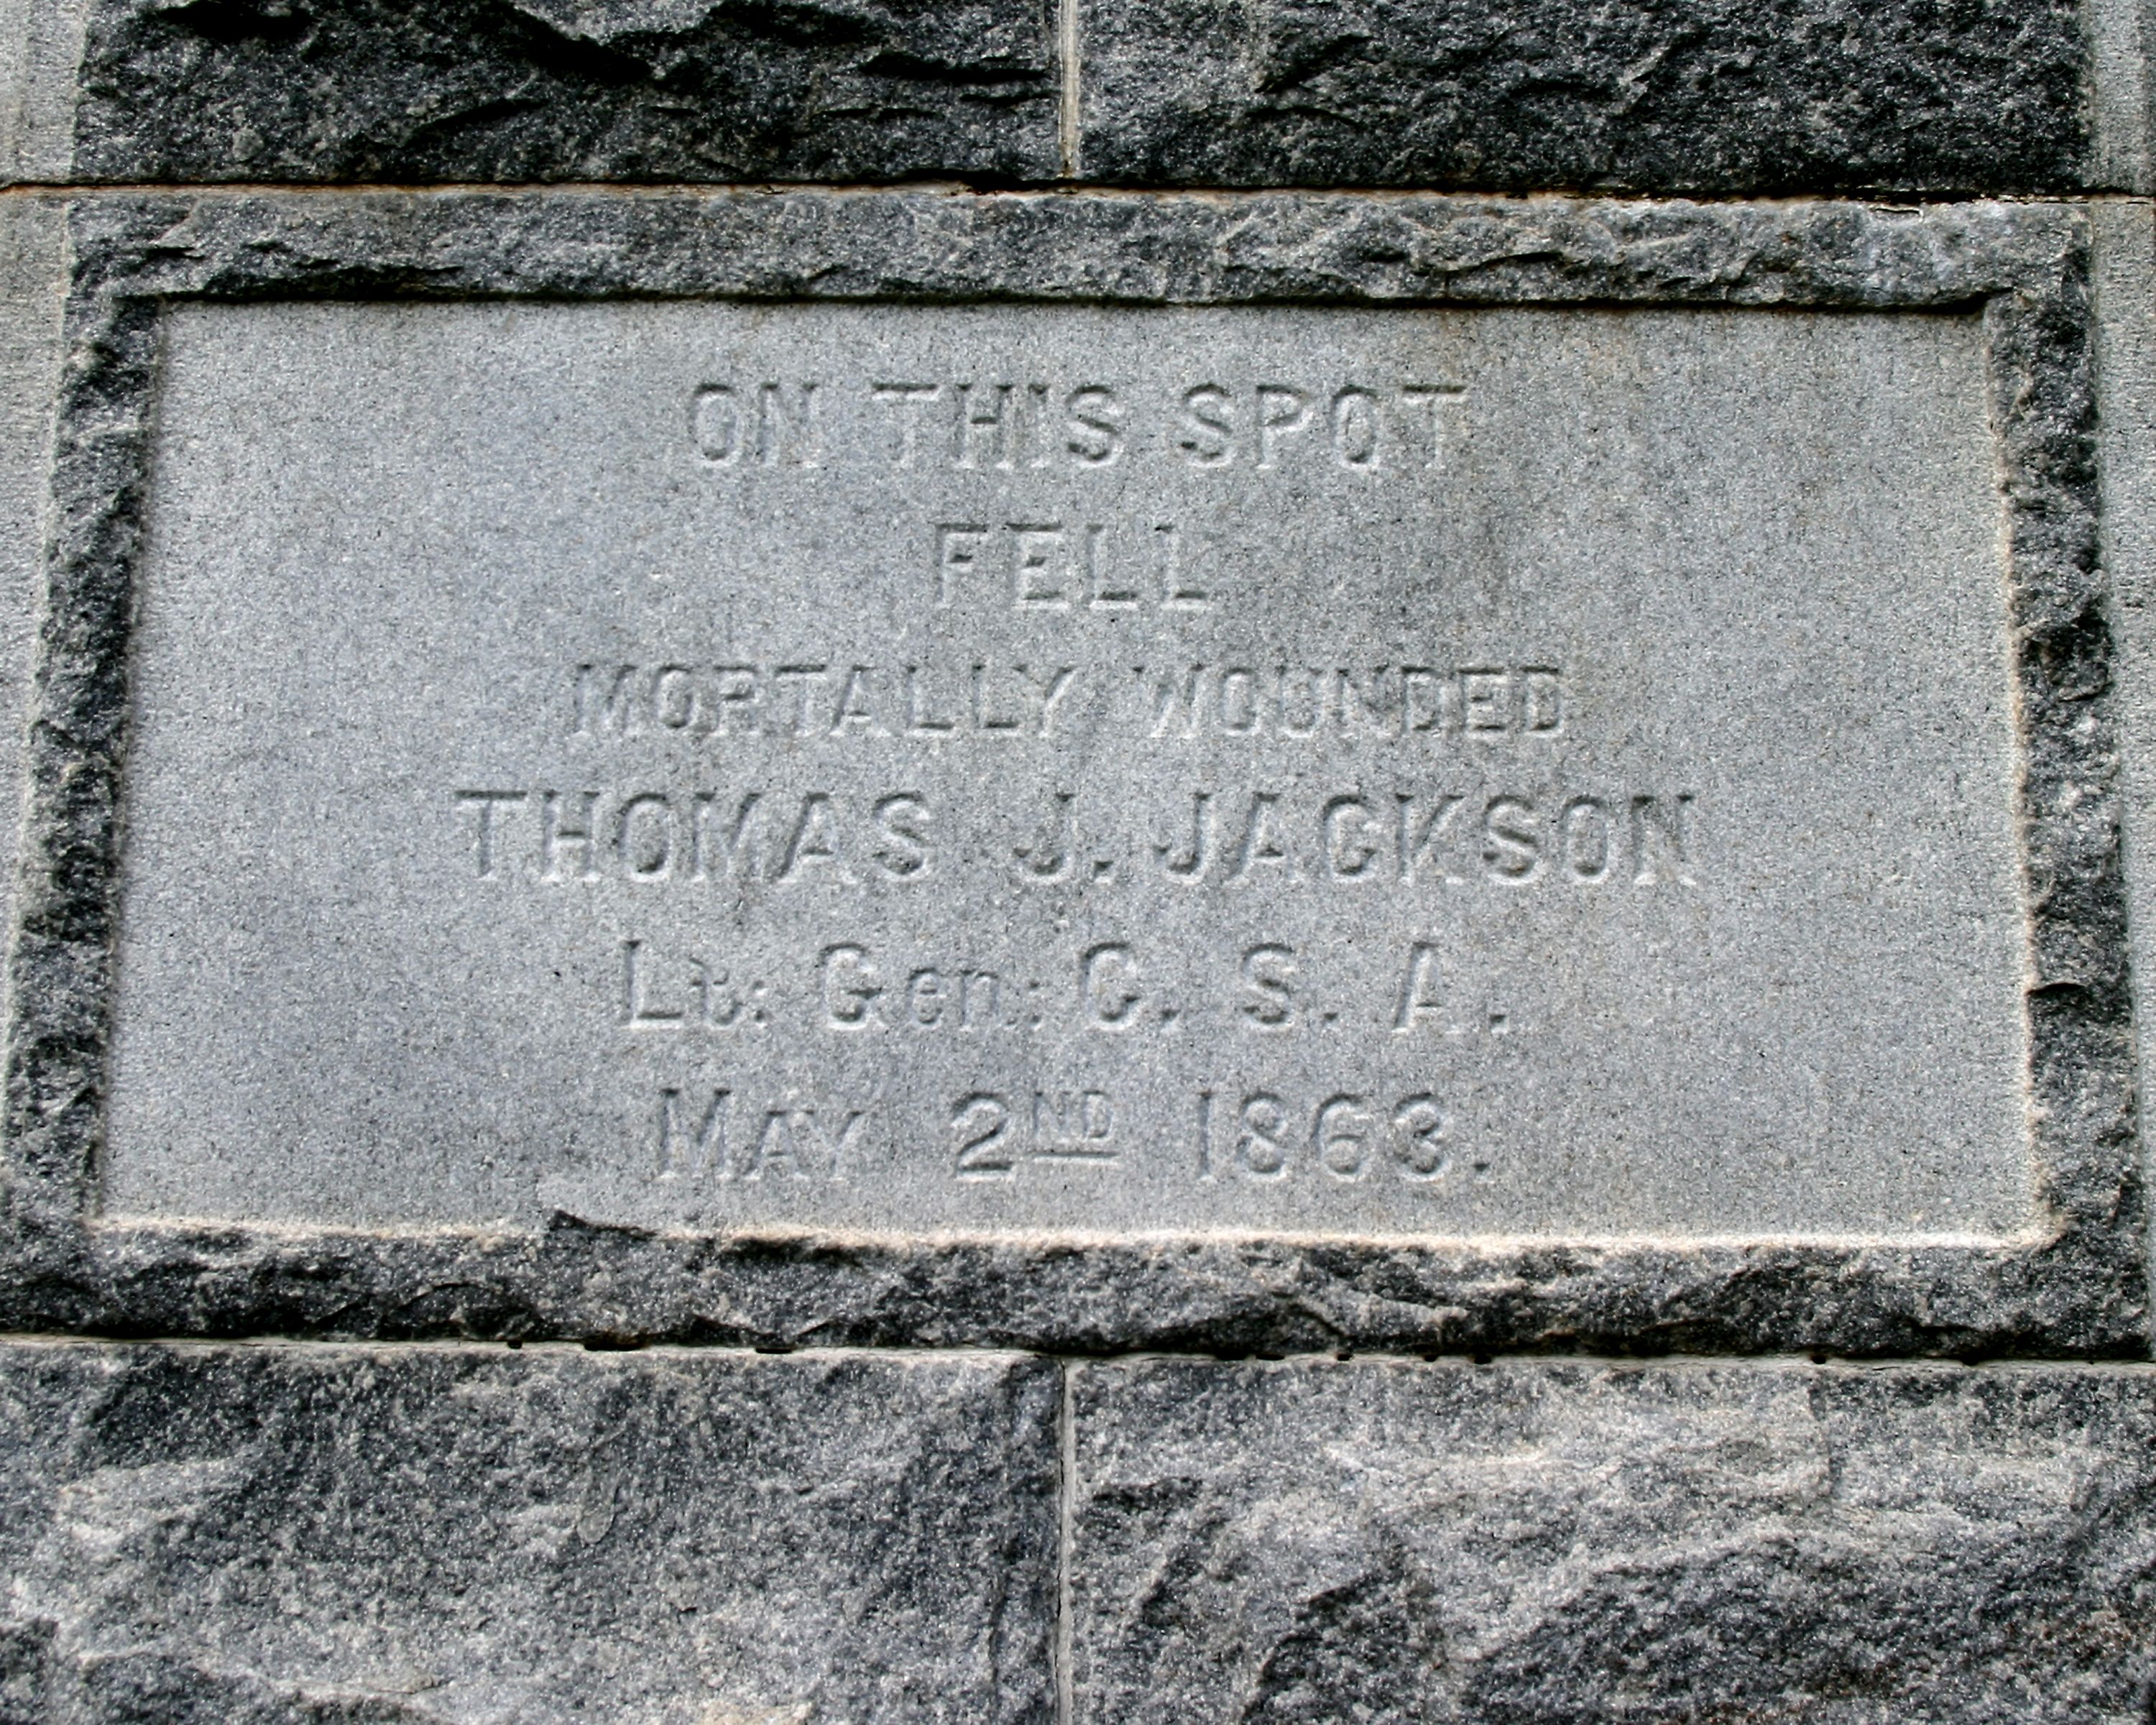 ON THIS SPOT
FELL
MORTALLY WOUNDED
THOMAS J. JACKSON
Lt: Gen: C. S. A.
MAY 2ND 1863.